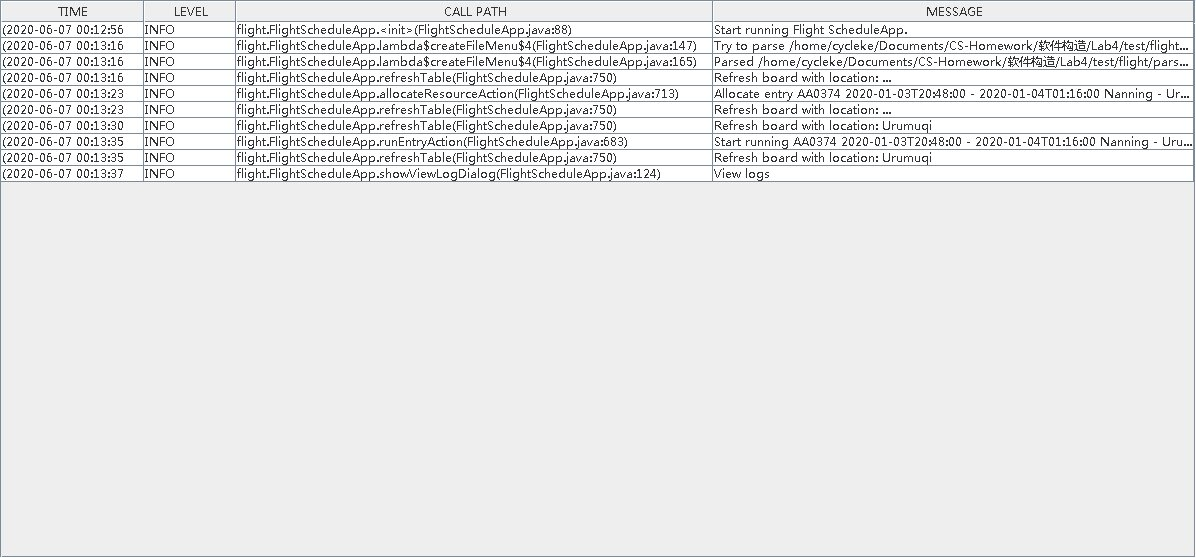 TIME LEVEL CALL PATH MESSAGE
(2020-06-07 00:12:56 INFO flight.FlightScheduleApp.<init>(FlightScheduleApp.java:88) Start running Flight ScheduleApp.
(2020-06-07 00:13:16 INFO flight.FlightScheduleApp.lambda$createFileMenu$4(FlightScheduleApp.java:147) Try to parse /home/cycleke/Documents/CS-Homework/软件构造/Lab4/test/flight...
(2020-06-07 00:13:16 INFO flight.FlightScheduleApp.lambda$createFileMenu$4(FlightScheduleApp.java:165) Parsed /home/cycleke/Documents/CS-Homework/软件构造/Lab4/test/flight/pars...
(2020-06-07 00:13:16 INFO flight.FlightScheduleApp.refreshTable(FlightScheduleApp.java:750) Refresh board with location: ...
(2020-06-07 00:13:23 INFO flight.FlightScheduleApp.allocateResourceAction(FlightScheduleApp.java:713) Allocate entry AA0374 2020-01-03T20:48:00 - 2020-01-04T01:16:00 Nanning - Ur...
(2020-06-07 00:13:23 INFO flight.FlightScheduleApp.refreshTable(FlightScheduleApp.java:750) Refresh board with location: ...
(2020-06-07 00:13:30 INFO flight.FlightScheduleApp.refreshTable(FlightScheduleApp.java:750) Refresh board with location: Urumuqi
(2020-06-07 00:13:35 INFO flight.FlightScheduleApp.runEntryAction(FlightScheduleApp.java:683) Start running AA0374 2020-01-03T20:48:00 - 2020-01-04T01:16:00 Nanning - Uru...
(2020-06-07 00:13:35 INFO flight.FlightScheduleApp.refreshTable(FlightScheduleApp.java:750) Refresh board with location: Urumuqi
(2020-06-07 00:13:37 INFO flight.FlightScheduleApp.showViewLogDialog(FlightScheduleApp.java:124) View logs